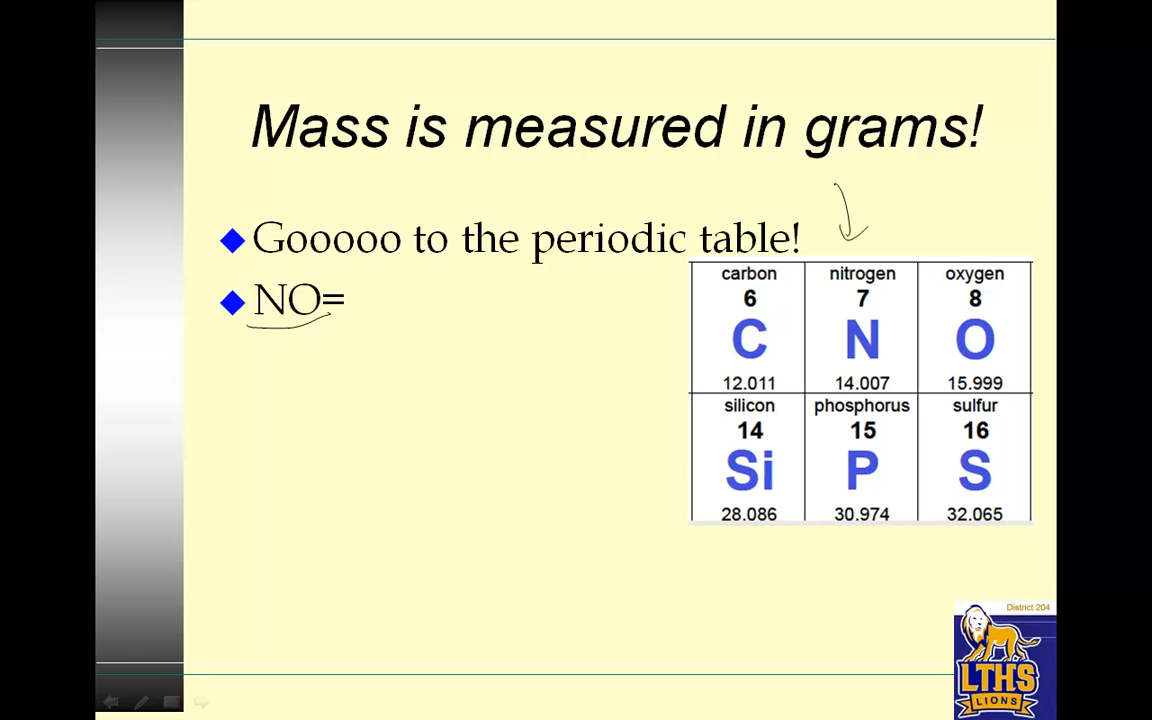 Mass is measured in grams!
Gooooo to the periodic table!
NO=
carbon nitrogen oxygen
6 7 8
C N O
12.011 14.007 15.999
silicon phosphorus sulfur
14 15 16
Si P S
28.086 30.974 32.065
District 204
LTHS
LIONS